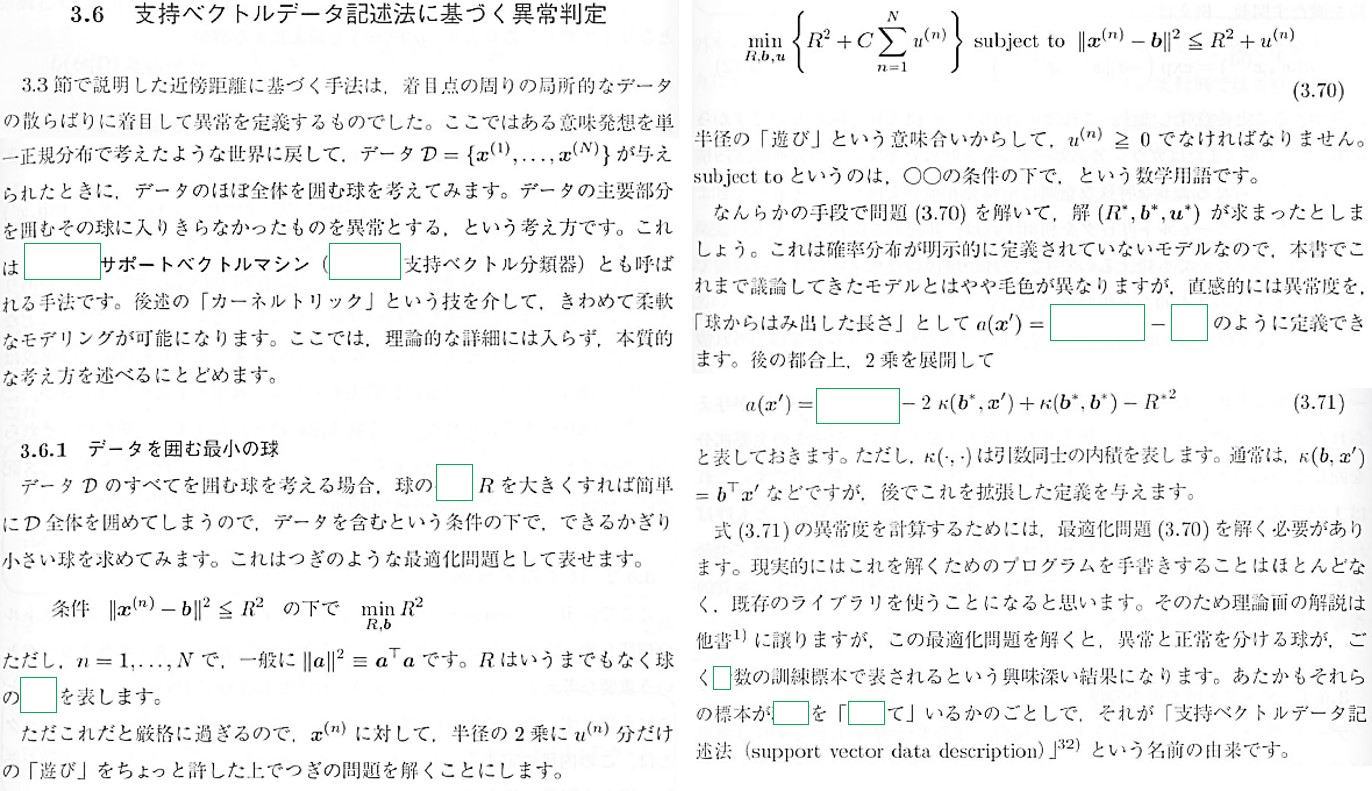 3.6 支持ベクトルデータ記述法に基づく異常判定
3.3節で説明した近傍距離に基づく手法は，着目点の周りの局所的なデータ
の散らばりに着目して異常を定義するものでした。ここではある意味発想を単
一正規分布で考えたような世界に戻して，データ D = {x^(1), ..., x^(N)} が与え
られたときに，データのほぼ全体を囲む球を考えてみます。データの主要部分
を囲むその球に入りきらなかったものを異常とする，という考え方です。これ
は サポートベクトルマシン（ 支持ベクトル分類器）とも呼ば
れる手法です。後述の「カーネルトリック」という技を介して，きわめて柔軟
なモデリングが可能になります。ここでは，理論的な詳細には入らず，本質的
な考え方を述べるにとどめます。
3.6.1 データを囲む最小の球
データ D のすべてを囲む球を考える場合，球の R を大きくすれば簡単
に D 全体を囲めてしまうので，データを含むという条件の下で，できるかぎり
小さい球を求めてみます。これはつぎのような最適化問題として表せます。
条件 ‖x^(n) − b‖² ≦ R² の下で min_{R,b} R²
ただし，n = 1, ..., N で，一般に ‖a‖² ≡ a^⊤a です。R はいうまでもなく球
の を表します。
ただこれだと厳格に過ぎるので，x^(n) に対して，半径の 2 乗に u^(n) 分だけ
の「遊び」をちょっと許した上でつぎの問題を解くことにします。
min_{R,b,u} {R² + C Σ_{n=1}^{N} u^(n)} subject to ‖x^(n) − b‖² ≦ R² + u^(n)
(3.70)
半径の「遊び」という意味合いからして，u^(n) ≧ 0 でなければなりません。
subject to というのは，〇〇の条件の下で，という数学用語です。
なんらかの手段で問題 (3.70) を解いて，解 (R*, b*, u*) が求まったとしま
しょう。これは確率分布が明示的に定義されていないモデルなので，本書でこ
れまで議論してきたモデルとはやや毛色が異なりますが，直感的には異常度を，
「球からはみ出した長さ」として a(x′) = − のように定義でき
ます。後の都合上，2 乗を展開して
a(x′) = − 2 κ(b*, x′) + κ(b*, b*) − R*² (3.71)
と表しておきます。ただし，κ(·, ·) は引数同士の内積を表します。通常は，κ(b, x′)
= b^⊤x′ などですが，後でこれを拡張した定義を与えます。
式 (3.71) の異常度を計算するためには，最適化問題 (3.70) を解く必要があり
ます。現実的にはこれを解くためのプログラムを手書きすることはほとんどな
く，既存のライブラリを使うことになると思います。そのため理論面の解説は
他書1) に譲りますが，この最適化問題を解くと，異常と正常を分ける球が，ご
く 数の訓練標本で表されるという興味深い結果になります。あたかもそれら
の標本が を「 て」いるかのごとしで，それが「支持ベクトルデータ記
述法（support vector data description）」32) という名前の由来です。